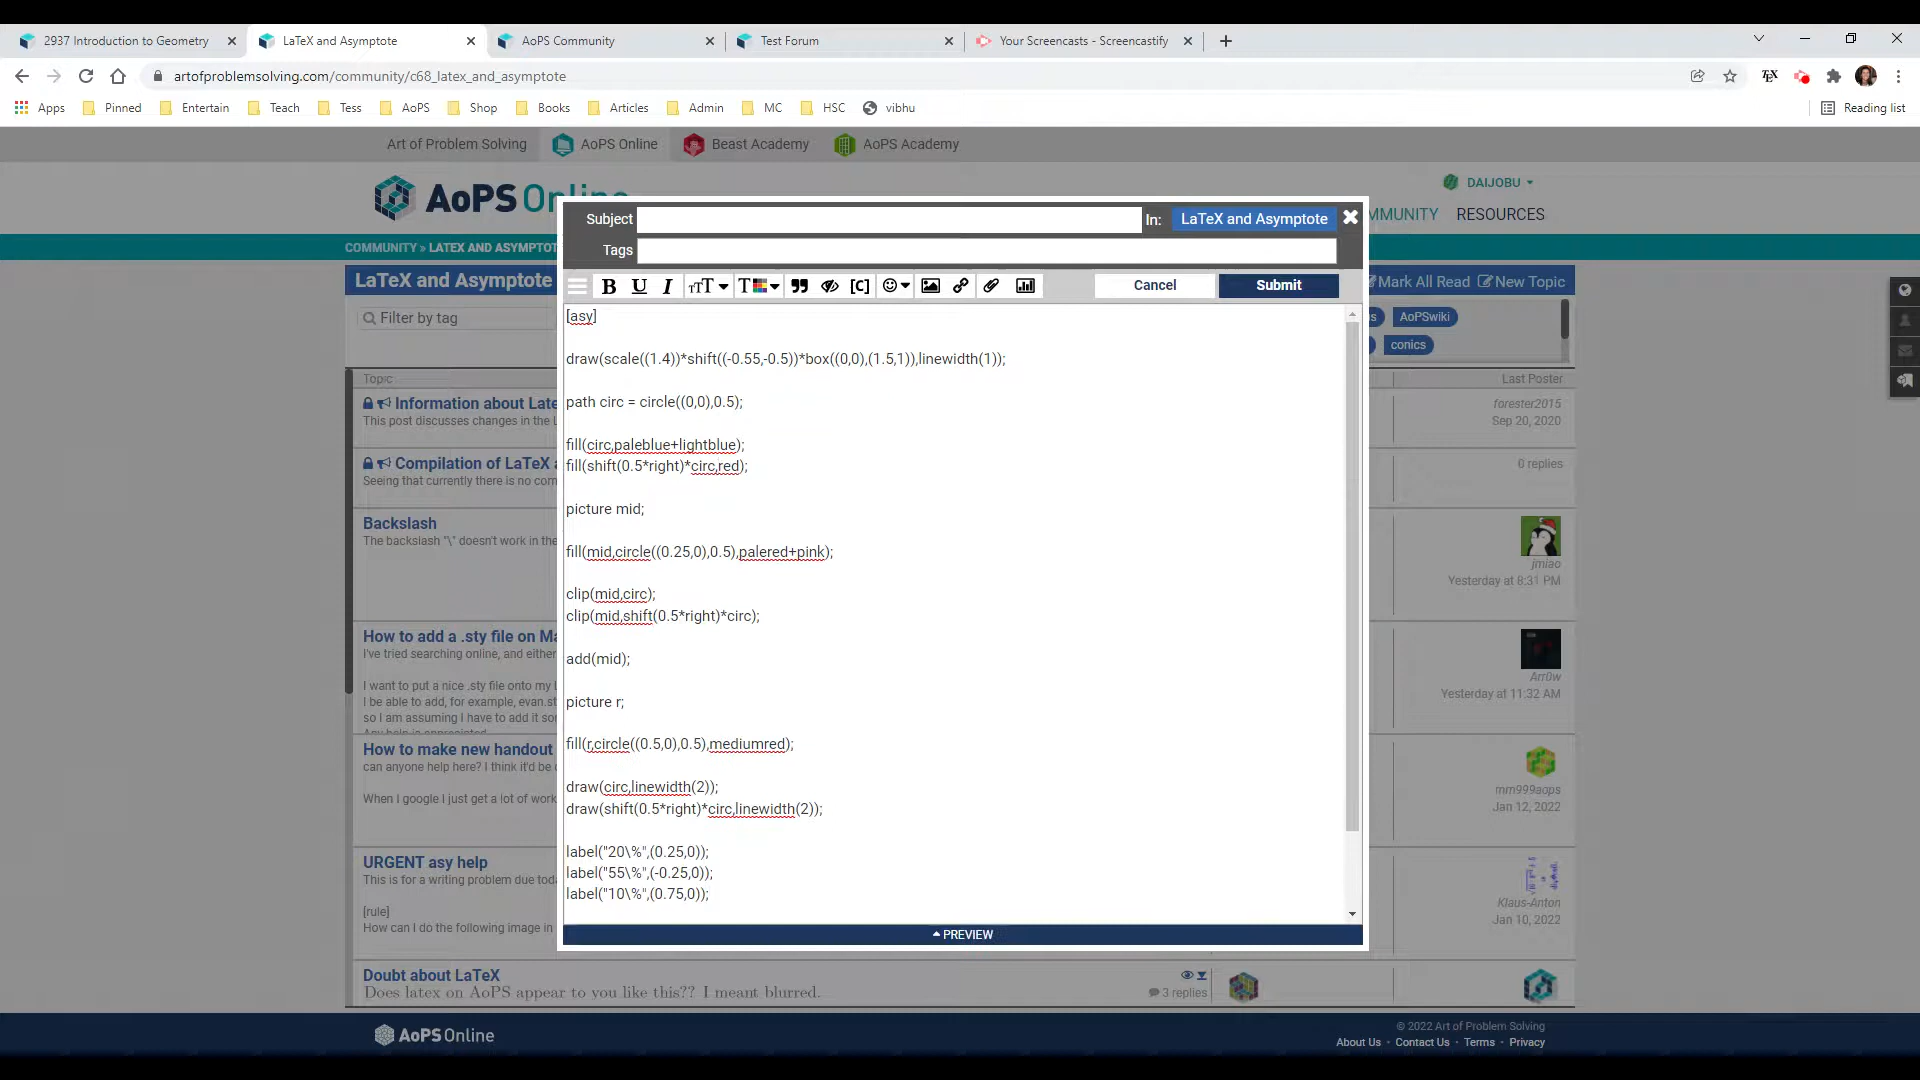 2937 Introduction to Geometry
LaTeX and Asymptote
AoPS Community
Test Forum
Your Screencasts - Screencastify
artofproblemsolving.com/community/c68_latex_and_asymptote
Apps
Pinned
Entertain
Teach
Tess
AoPS
Shop
Books
Articles
Admin
MC
HSC
vibhu
Reading list
Art of Problem Solving
AoPS Online
Beast Academy
AoPS Academy
AoPS Online
DAIJOBU
MMUNITY
RESOURCES
COMMUNITY » LATEX AND ASYMPTOT
LaTeX and Asymptote
Mark All Read
New Topic
Filter by tag
AoPSwiki
conics
Subject
In:
LaTeX and Asymptote
Tags
B U I
Cancel
Submit
[asy]
draw(scale((1.4))*shift((-0.55,-0.5))*box((0,0),(1.5,1)),linewidth(1));
path circ = circle((0,0),0.5);
fill(circ,paleblue+lightblue);
fill(shift(0.5*right)*circ,red);
picture mid;
fill(mid,circle((0.25,0),0.5),palered+pink);
clip(mid,circ);
clip(mid,shift(0.5*right)*circ);
add(mid);
picture r;
fill(r,circle((0.5,0),0.5),mediumred);
draw(circ,linewidth(2));
draw(shift(0.5*right)*circ,linewidth(2));
label("20\%",(0.25,0));
label("55\%",(-0.25,0));
label("10\%",(0.75,0));
PREVIEW
Topic
Last Poster
Information about Late
This post discusses changes in the L
forester2015
Sep 20, 2020
Compilation of LaTeX a
Seeing that currently there is no com
0 replies
Backslash
The backslash "\" doesn't work in the
jmiao
Yesterday at 8:31 PM
How to add a .sty file on Ma
I've tried searching online, and either
I want to put a nice .sty file onto my L
I be able to add, for example, evan.st
so I am assuming I have to add it som
Arr0w
Yesterday at 11:32 AM
How to make new handout
can anyone help here? I think it'd be c
When I google I just get a lot of work
mm999aops
Jan 12, 2022
URGENT asy help
This is for a writing problem due toda
[rule]
How can I do the following image in
Klaus-Anton
Jan 10, 2022
Doubt about LaTeX
Does latex on AoPS appear to you like this?? I meant blurred.
3 replies
AoPS Online
© 2022 Art of Problem Solving
About Us • Contact Us • Terms • Privacy